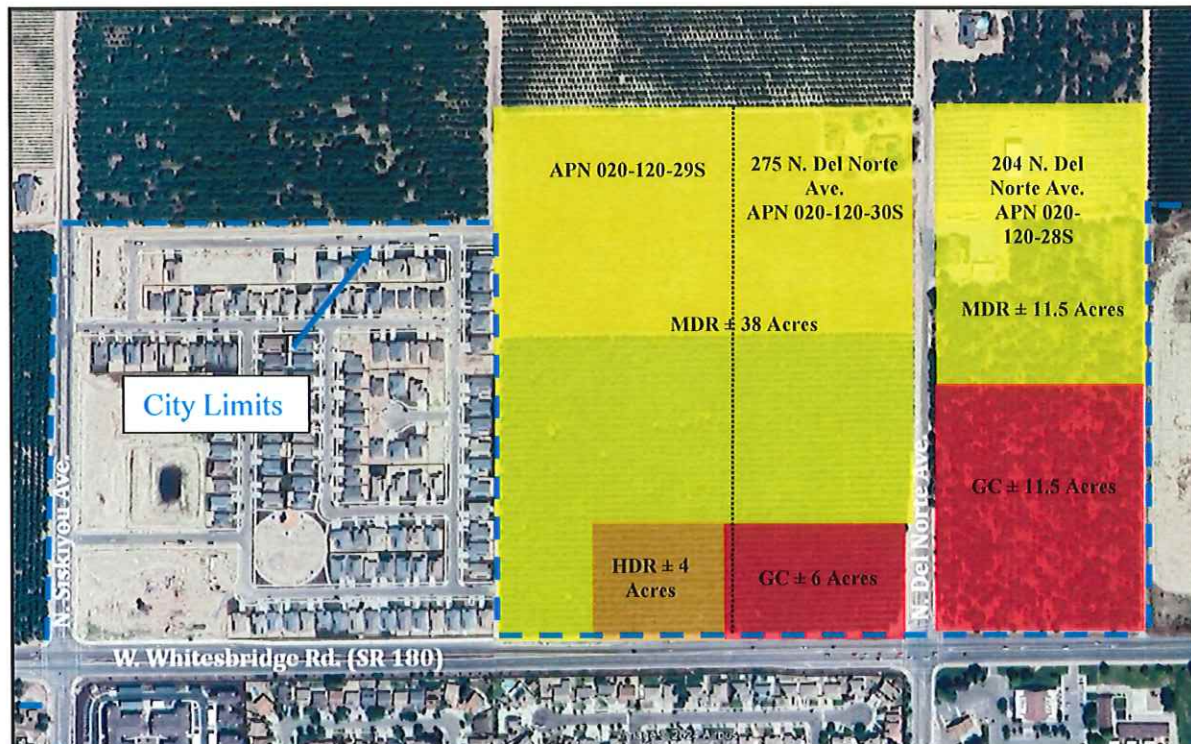 APN 020-120-29S
275 N. Del Norte
Ave.
APN 020-120-30S
204 N. Del
Norte Ave.
APN 020-
120-28S
MDR ± 38 Acres
MDR ± 11.5 Acres
City Limits
N. Suskiyou Ave.
N. Del Norte Ave.
GC ± 11.5 Acres
HDR ± 4
Acres
GC ± 6 Acres
W. Whitesbridge Rd. (SR 180)